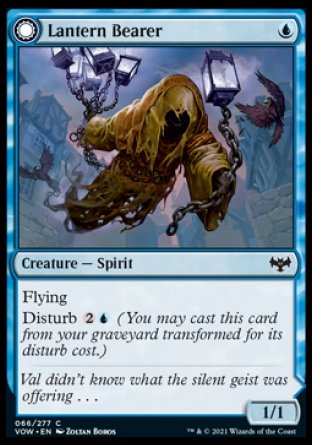 Lantern Bearer
Creature — Spirit
Flying
Disturb 2 (You may cast this card
from your graveyard transformed for its
disturb cost.)
Val didn't know what the silent geist was
offering . . .
1/1
066/277 C
VOW • EN Zoltan Boros
™ & © 2021 Wizards of the Coast